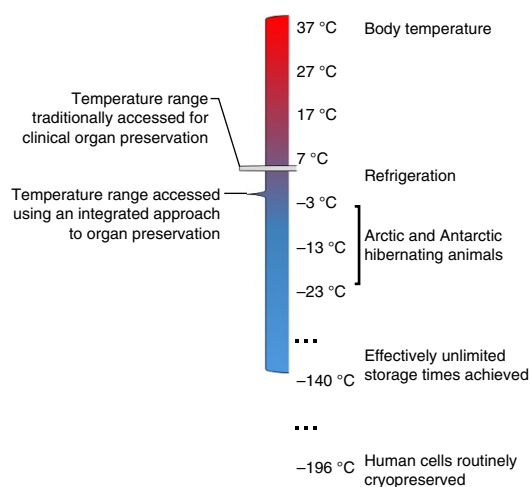 37 °C
Body temperature
27 °C
Temperature range
traditionally accessed for
clinical organ preservation
17 °C
7 °C
Refrigeration
Temperature range accessed
using an integrated approach
to organ preservation
–3 °C
–13 °C
Arctic and Antarctic
hibernating animals
–23 °C
...
Effectively unlimited
storage times achieved
–140 °C
...
–196 °C
Human cells routinely
cryopreserved